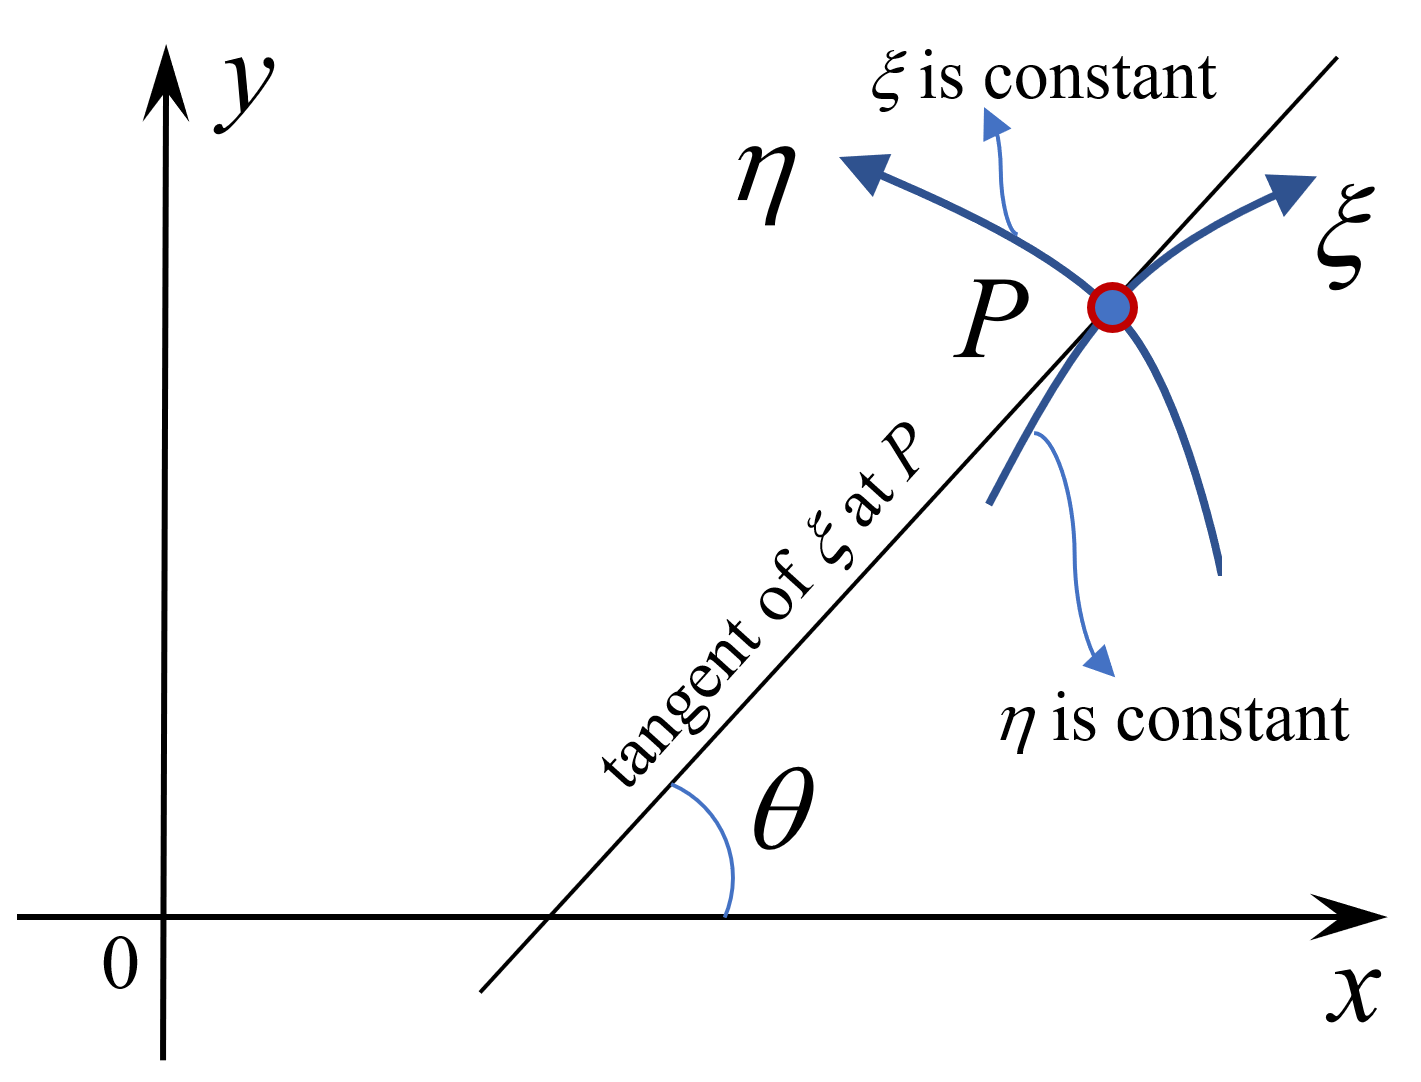 y
ξ is constant
η
ξ
P
tangent of ξ at P
η is constant
θ
0
x